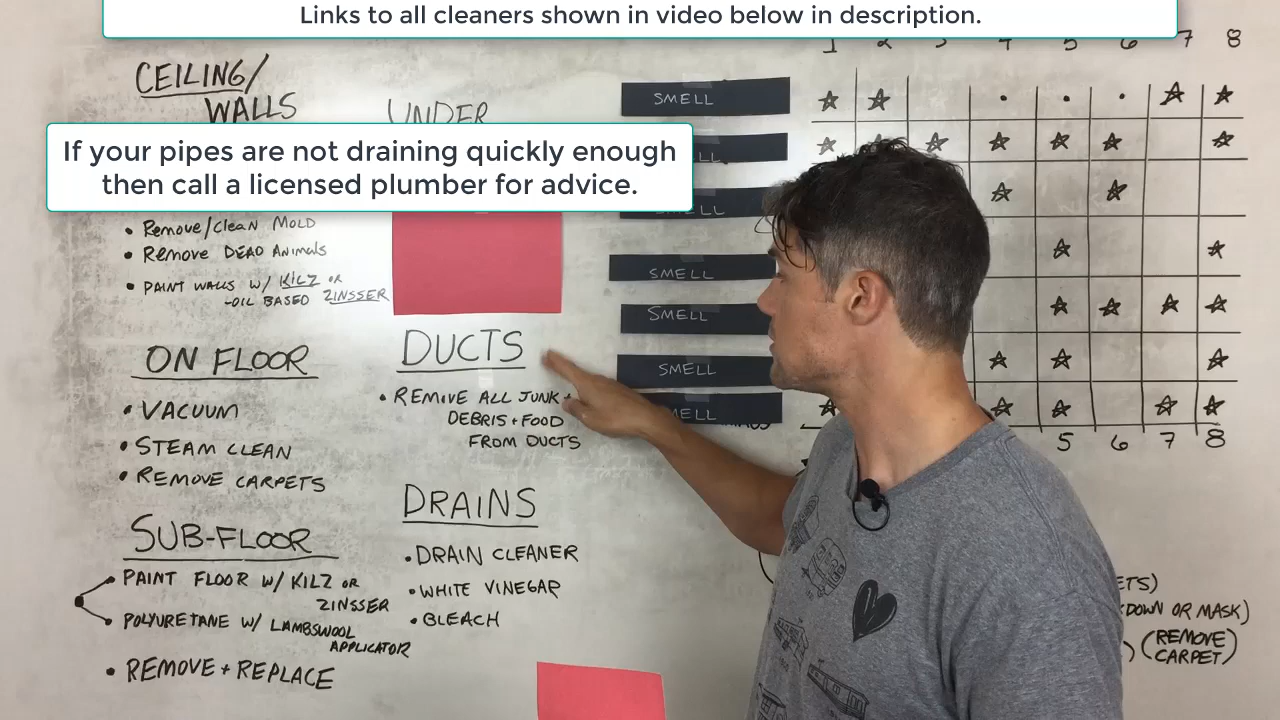 Links to all cleaners shown in video below in description.
If your pipes are not draining quickly enough
then call a licensed plumber for advice.
CEILING/
WALLS
• Remove/Clean MOLD
• Remove DEAD Animals
• PAINT WALLS W/ KILZ OR
-OIL BASED ZINSSER
ON FLOOR
• VACUUM
• STEAM CLEAN
• REMOVE CARPETS
SUB-FLOOR
• PAINT FLOOR W/ KILZ OR
ZINSSER
• POLYURETANE W/ LAMBSWOOL
APPLICATOR
• REMOVE + REPLACE
UNDER
DUCTS
• REMOVE ALL JUNK +
DEBRIS + FOOD
FROM DUCTS
DRAINS
• DRAIN CLEANER
• WHITE VINEGAR
• BLEACH
1 2 3 4 5 6 7 8
SMELL
SMELL
SMELL
SMELL
5 6 7 8
DOWN OR MASK)
(REMOVE
CARPET)